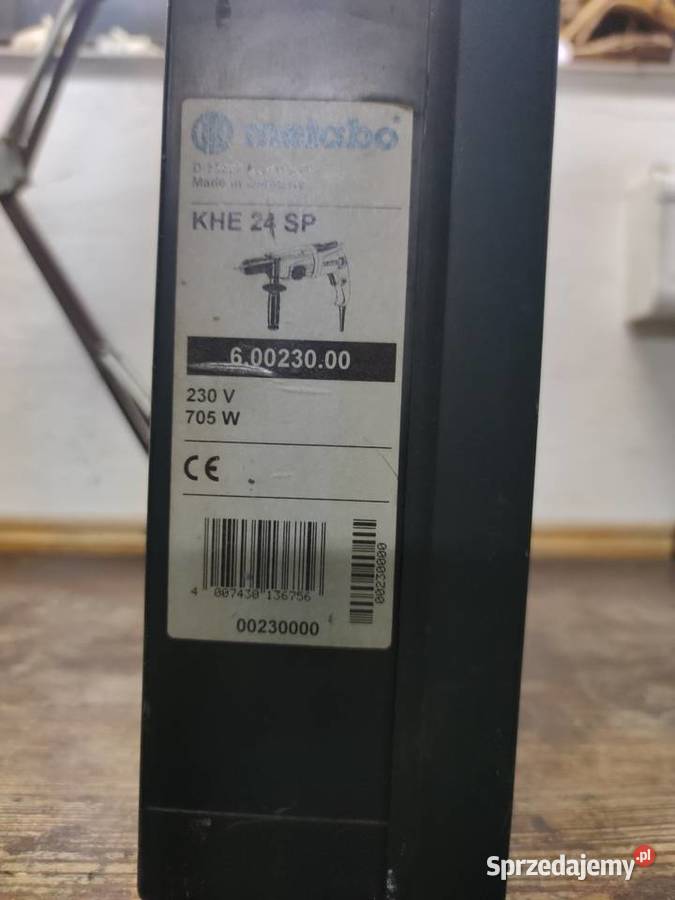 metabo
Made in
KHE 24 SP
6.00230.00
230 V
705 W
CE
4 007430 136756
00230000
00230000
Sprzedajemy.pl